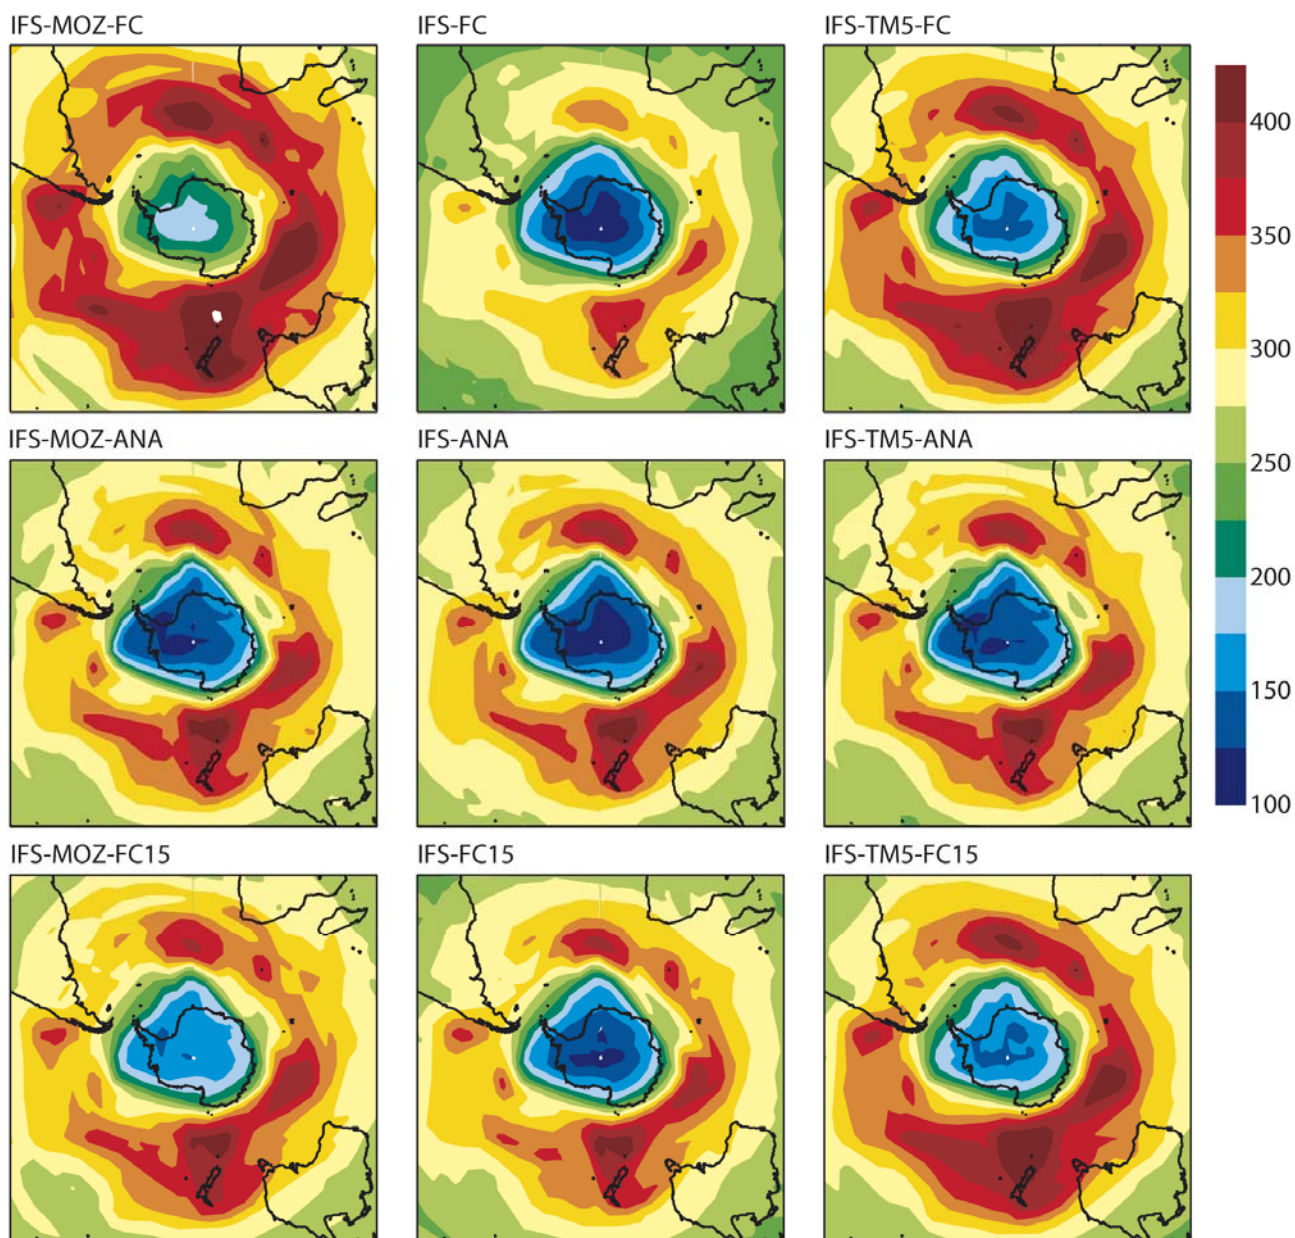 IFS-MOZ-FC IFS-FC IFS-TM5-FC
400
350
300
IFS-MOZ-ANA IFS-ANA IFS-TM5-ANA
250
200
150
100
IFS-MOZ-FC15 IFS-FC15 IFS-TM5-FC15